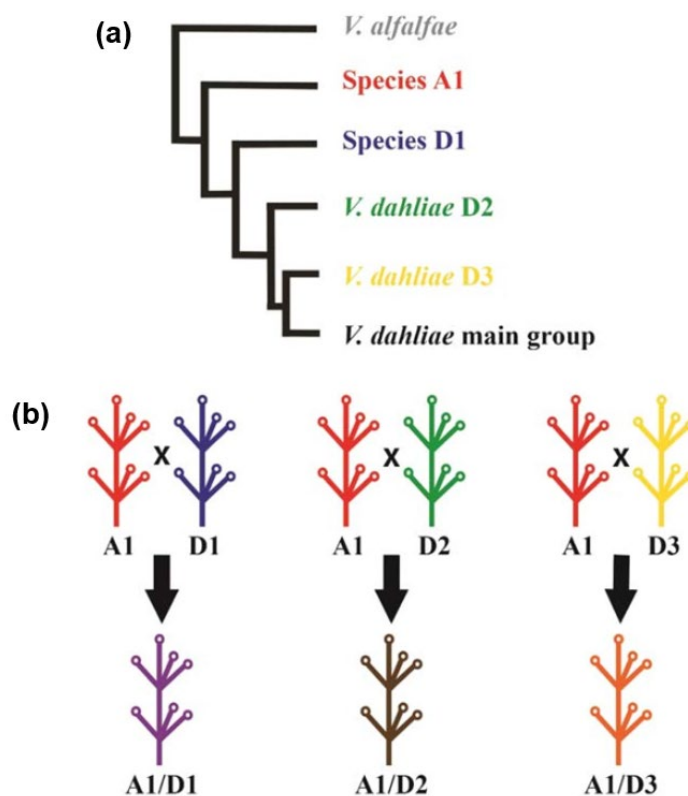 (a)
V. alfalfae
Species A1
Species D1
V. dahliae D2
V. dahliae D3
V. dahliae main group
(b)
X X X
A1 D1 A1 D2 A1 D3
A1/D1 A1/D2 A1/D3